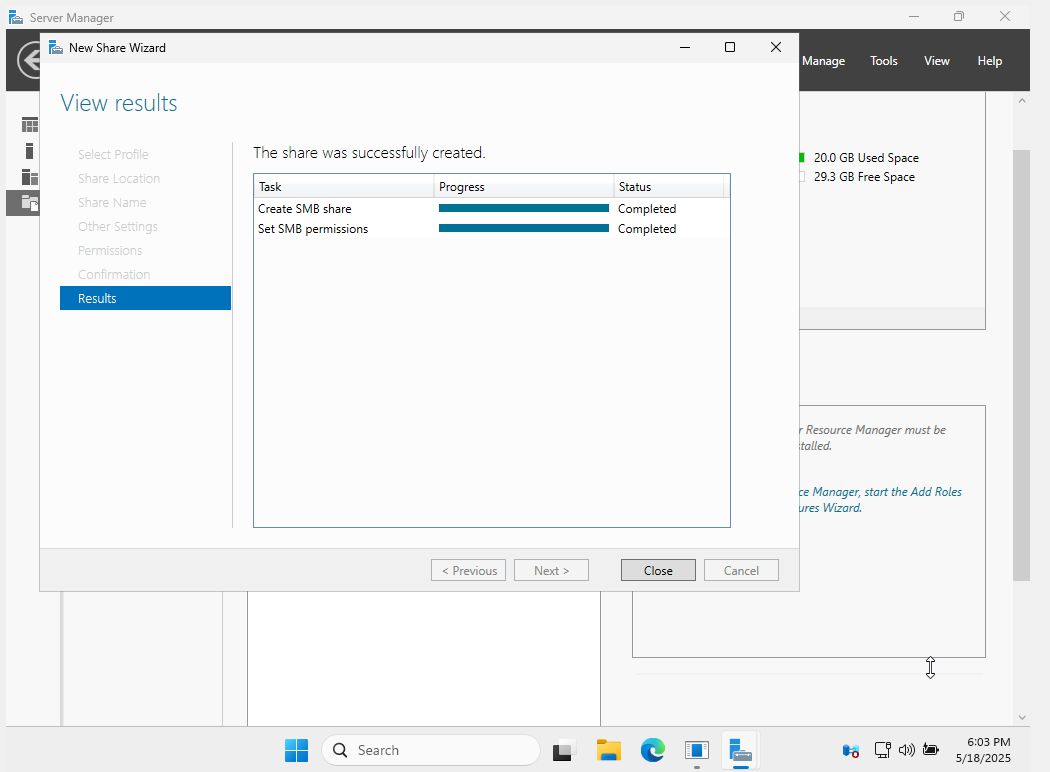 Server Manager
New Share Wizard
Manage Tools View Help
View results
Select Profile
Share Location
Share Name
Other Settings
Permissions
Confirmation
Results
The share was successfully created.
Task Progress Status
Create SMB share Completed
Set SMB permissions Completed
< Previous Next > Close Cancel
20.0 GB Used Space
29.3 GB Free Space
r Resource Manager must be
stalled.
ce Manager, start the Add Roles
ures Wizard.
Search
6:03 PM
5/18/2025